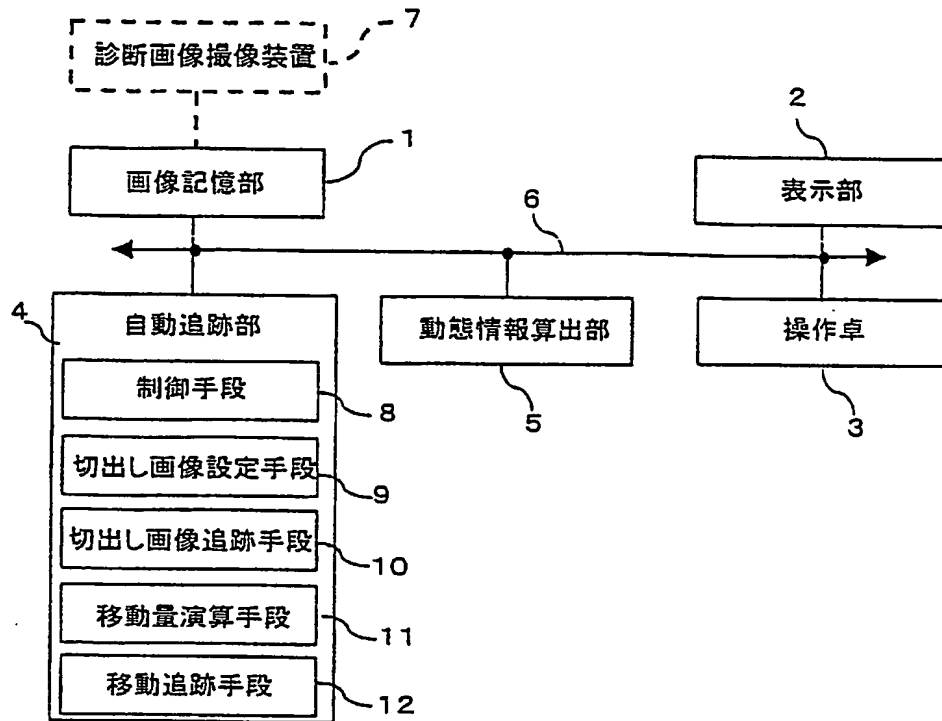 7
診断画像撮像装置
1
画像記憶部
2
表示部
6
4
自動追跡部
制御手段
8
切出し画像設定手段
9
切出し画像追跡手段
10
移動量演算手段
11
移動追跡手段
12
動態情報算出部
5
操作卓
3